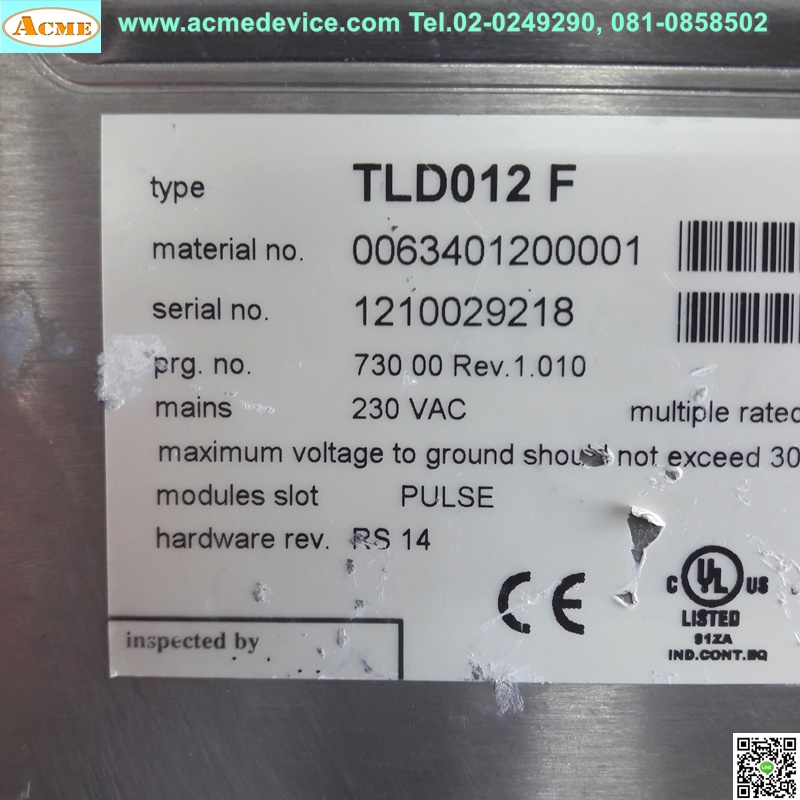 ACME
www.acmedevice.com Tel.02-0249290, 081-0858502
type TLD012 F
material no. 0063401200001
serial no. 1210029218
prg. no. 730 00 Rev.1.010
mains 230 VAC multiple rated
maximum voltage to ground should not exceed 30
modules slot PULSE
hardware rev. RS 14
CE
C UL US
LISTED
91ZA
IND.CONT.EQ
inspected by